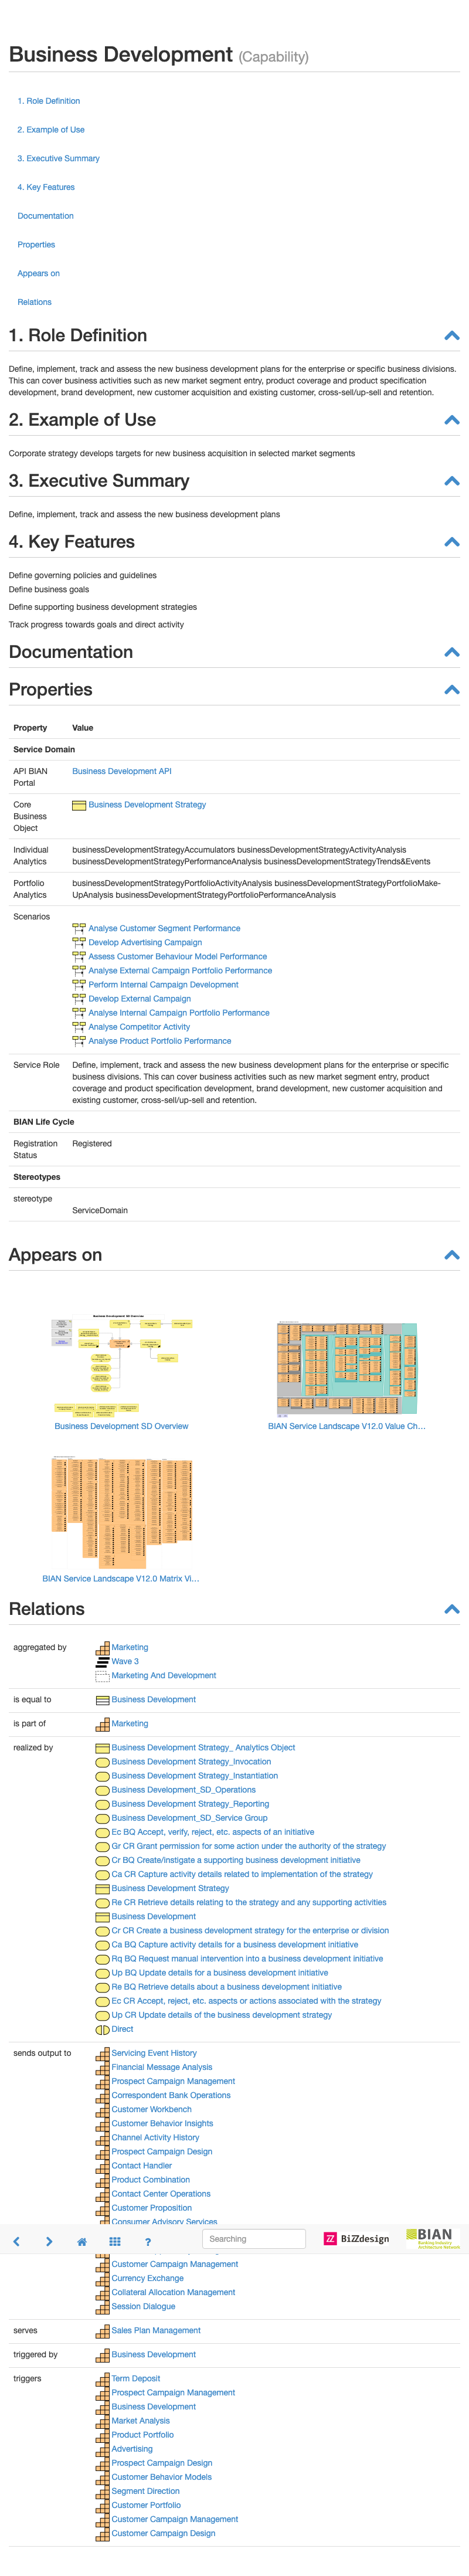 Business Development (Capability)
1. Role Definition
2. Example of Use
3. Executive Summary
4. Key Features
Documentation
Properties
Appears on
Relations
1. Role Definition
Define, implement, track and assess the new business development plans for the enterprise or specific business divisions.
This can cover business activities such as new market segment entry, product coverage and product specification
development, brand development, new customer acquisition and existing customer, cross-sell/up-sell and retention.
2. Example of Use
Corporate strategy develops targets for new business acquisition in selected market segments
3. Executive Summary
Define, implement, track and assess the new business development plans
4. Key Features
Define governing policies and guidelines
Define business goals
Define supporting business development strategies
Track progress towards goals and direct activity
Documentation
Properties
Property Value
Service Domain
API BIAN Portal Business Development API
Core Business Object Business Development Strategy
Individual Analytics businessDevelopmentStrategyAccumulators businessDevelopmentStrategyActivityAnalysis
businessDevelopmentStrategyPerformanceAnalysis businessDevelopmentStrategyTrends&Events
Portfolio Analytics businessDevelopmentStrategyPortfolioActivityAnalysis businessDevelopmentStrategyPortfolioMake-
UpAnalysis businessDevelopmentStrategyPortfolioPerformanceAnalysis
Scenarios
Analyse Customer Segment Performance
Develop Advertising Campaign
Assess Customer Behaviour Model Performance
Analyse External Campaign Portfolio Performance
Perform Internal Campaign Development
Develop External Campaign
Analyse Internal Campaign Portfolio Performance
Analyse Competitor Activity
Analyse Product Portfolio Performance
Service Role Define, implement, track and assess the new business development plans for the enterprise or specific
business divisions. This can cover business activities such as new market segment entry, product
coverage and product specification development, brand development, new customer acquisition and
existing customer, cross-sell/up-sell and retention.
BIAN Life Cycle
Registration Status Registered
Stereotypes
stereotype
ServiceDomain
Appears on
Business Development SD Overview
Business Development SD Overview
BIAN Service Landscape V12.0 Value Ch...
BIAN Service Landscape V12.0 Matrix Vi...
Relations
aggregated by Marketing
Wave 3
Marketing And Development
is equal to Business Development
is part of Marketing
realized by Business Development Strategy_ Analytics Object
Business Development Strategy_Invocation
Business Development Strategy_Instantiation
Business Development_SD_Operations
Business Development Strategy_Reporting
Business Development_SD_Service Group
Ec BQ Accept, verify, reject, etc. aspects of an initiative
Gr CR Grant permission for some action under the authority of the strategy
Cr BQ Create/instigate a supporting business development initiative
Ca CR Capture activity details related to implementation of the strategy
Business Development Strategy
Re CR Retrieve details relating to the strategy and any supporting activities
Business Development
Cr CR Create a business development strategy for the enterprise or division
Ca BQ Capture activity details for a business development initiative
Rq BQ Request manual intervention into a business development initiative
Up BQ Update details for a business development initiative
Re BQ Retrieve details about a business development initiative
Ec CR Accept, reject, etc. aspects or actions associated with the strategy
Up CR Update details of the business development strategy
Direct
sends output to Servicing Event History
Financial Message Analysis
Prospect Campaign Management
Correspondent Bank Operations
Customer Workbench
Customer Behavior Insights
Channel Activity History
Prospect Campaign Design
Contact Handler
Product Combination
Contact Center Operations
Customer Proposition
Consumer Advisory Services
Searching
BiZZdesign
BIAN
Banking Industry
Architecture Network
Customer Campaign Management
Currency Exchange
Collateral Allocation Management
Session Dialogue
serves Sales Plan Management
triggered by Business Development
triggers Term Deposit
Prospect Campaign Management
Business Development
Market Analysis
Product Portfolio
Advertising
Prospect Campaign Design
Customer Behavior Models
Segment Direction
Customer Portfolio
Customer Campaign Management
Customer Campaign Design